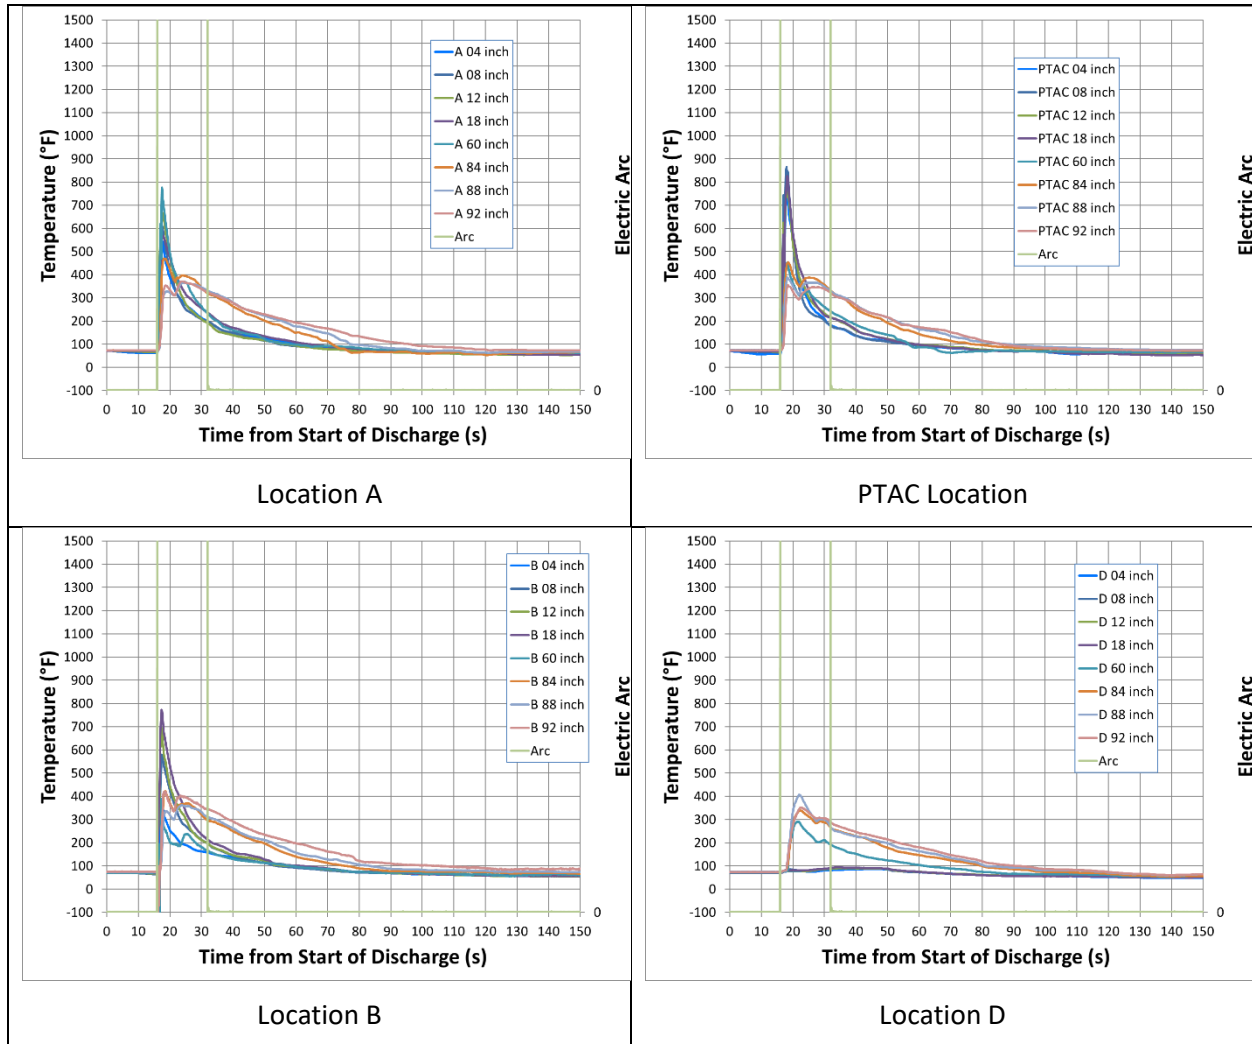 1500
1400
1300
1200
1100
1000
900
800
700
600
500
400
300
200
100
0
-100
Temperature (°F)
A 04 inch
A 08 inch
A 12 inch
A 18 inch
A 60 inch
A 84 inch
A 88 inch
A 92 inch
Arc
Electric Arc
0
0 10 20 30 40 50 60 70 80 90 100 110 120 130 140 150
Time from Start of Discharge (s)
Location A
1500
1400
1300
1200
1100
1000
900
800
700
600
500
400
300
200
100
0
-100
Temperature (°F)
PTAC 04 inch
PTAC 08 inch
PTAC 12 inch
PTAC 18 inch
PTAC 60 inch
PTAC 84 inch
PTAC 88 inch
PTAC 92 inch
Arc
Electric Arc
0
0 10 20 30 40 50 60 70 80 90 100 110 120 130 140 150
Time from Start of Discharge (s)
PTAC Location
1500
1400
1300
1200
1100
1000
900
800
700
600
500
400
300
200
100
0
-100
Temperature (°F)
B 04 inch
B 08 inch
B 12 inch
B 18 inch
B 60 inch
B 84 inch
B 88 inch
B 92 inch
Arc
Electric Arc
0
0 10 20 30 40 50 60 70 80 90 100 110 120 130 140 150
Time from Start of Discharge (s)
Location B
1500
1400
1300
1200
1100
1000
900
800
700
600
500
400
300
200
100
0
-100
Temperature (°F)
D 04 inch
D 08 inch
D 12 inch
D 18 inch
D 60 inch
D 84 inch
D 88 inch
D 92 inch
Arc
Electric Arc
0
0 10 20 30 40 50 60 70 80 90 100 110 120 130 140 150
Time from Start of Discharge (s)
Location D